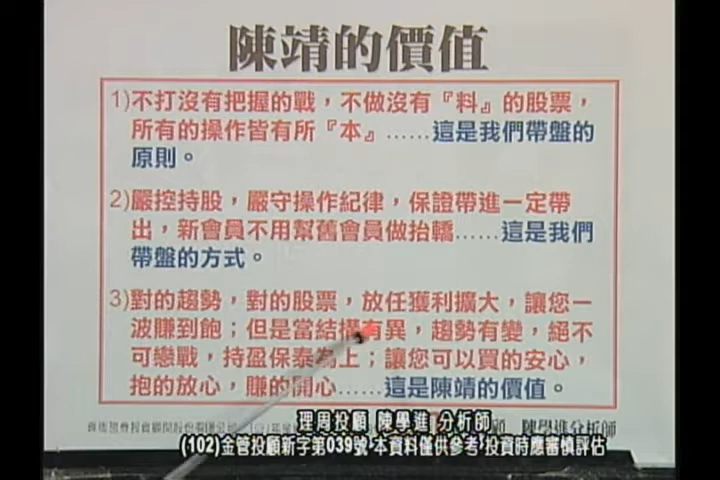 陳靖的價值
1)不打沒有把握的戰，不做沒有『料』的股票，
所有的操作皆有所『本』……這是我們帶盤的
原則。
2)嚴控持股，嚴守操作紀律，保證帶進一定帶
出，新會員不用幫舊會員做抬轎……這是我們
帶盤的方式。
3)對的趨勢，對的股票，放任獲利擴大，讓您一
波賺到飽；但是當結構有異，趨勢有變，絕不
可戀戰，持盈保泰為上；讓您可以買的安心，
抱的放心，賺的開心……這是陳靖的價值。
陳學進分析師
理周投顧 陳學進 分析師
(102)金管投顧新字第039號 本資料僅供參考 投資時應審慎評估